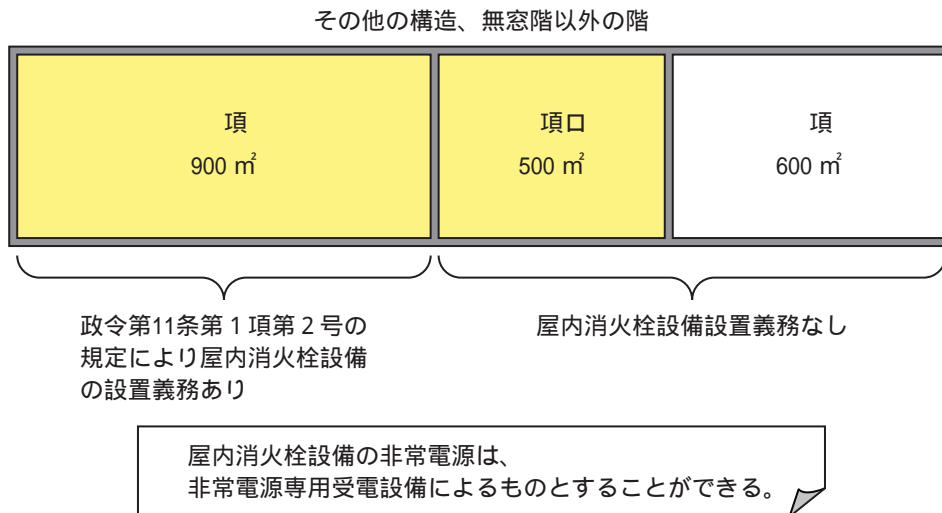 その他の構造、無窓階以外の階
項
900 ㎡
項ロ
500 ㎡
項
600 ㎡
政令第11条第１項第２号の
規定により屋内消火栓設備
の設置義務あり
屋内消火栓設備設置義務なし
屋内消火栓設備の非常電源は、
非常電源専用受電設備によるものとすることができる。